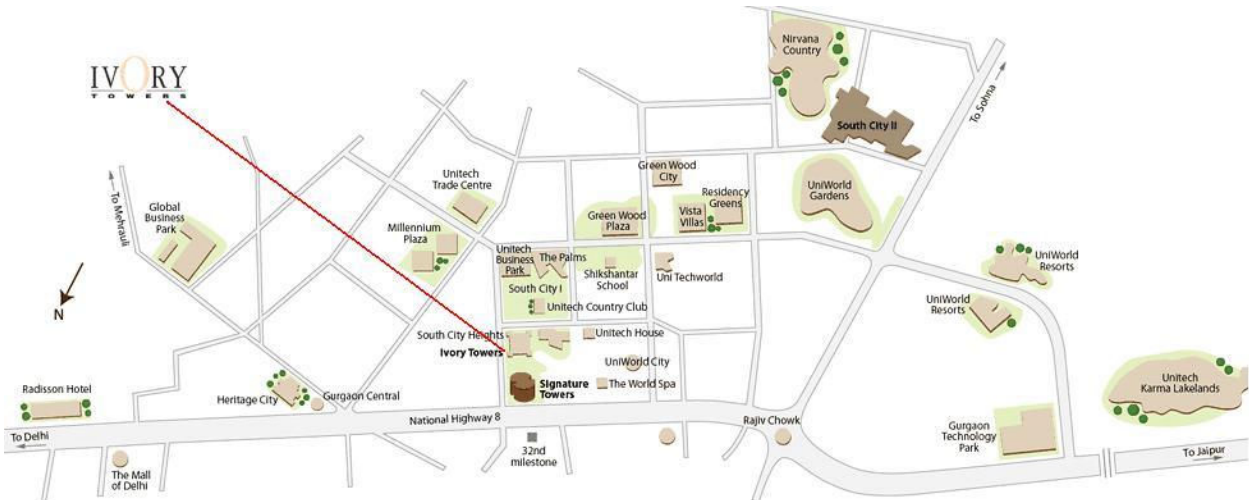 IVORY
TOWERS
Nirvana
Country
To Sohna
South City II
Unitech
Trade Centre
Green Wood
City
UniWorld
Gardens
To Mehrauli
Global
Business
Park
Millennium
Plaza
Green Wood
Plaza
Vista
Villas
Residency
Greens
Unitech
Business
Park
The Palms
Shikshantar
School
Uni Techworld
UniWorld
Resorts
South City I
Unitech Country Club
UniWorld
Resorts
N
South City Heights
Ivory Towers
Unitech House
UniWorld City
Radisson Hotel
Heritage City
Gurgaon Central
Signature
Towers
The World Spa
Unitech
Karma Lakelands
To Delhi
National Highway 8
Rajiv Chowk
Gurgaon
Technology
Park
32nd
milestone
To Jaipur
The Mall
of Delhi